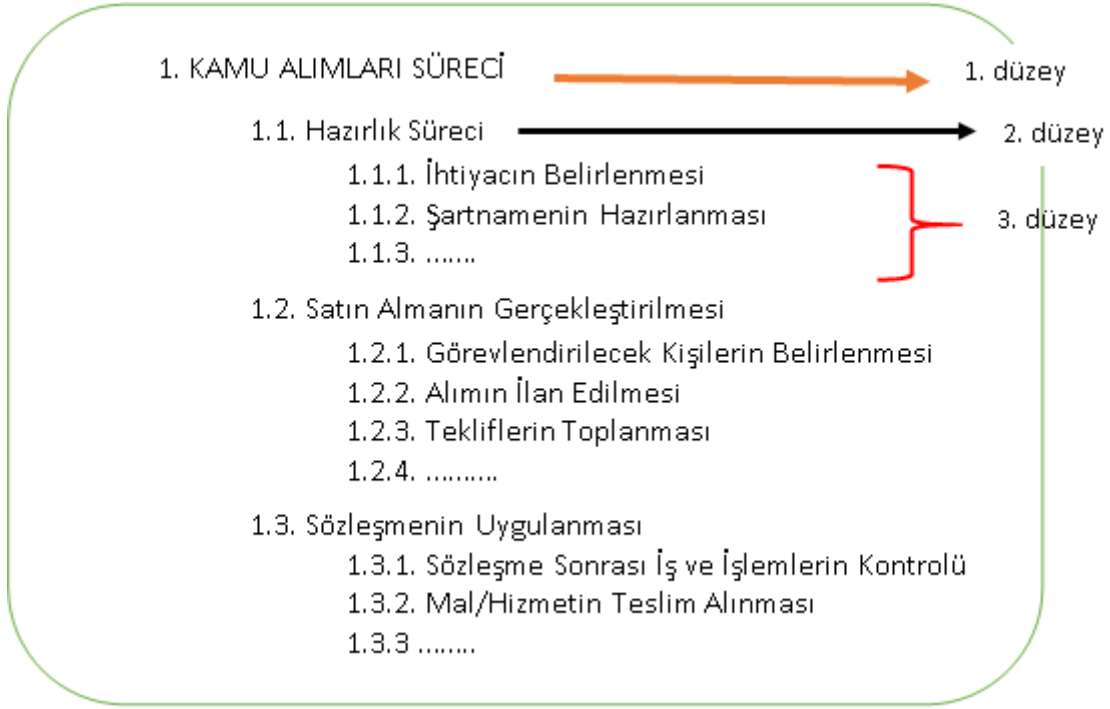 1. KAMU ALIMLARI SÜRECİ 1. düzey
1.1. Hazırlık Süreci 2. düzey
1.1.1. İhtiyacın Belirlenmesi
1.1.2. Şartnamenin Hazırlanması 3. düzey
1.1.3. .......
1.2. Satın Almanın Gerçekleştirilmesi
1.2.1. Görevlendirilecek Kişilerin Belirlenmesi
1.2.2. Alımın İlan Edilmesi
1.2.3. Tekliflerin Toplanması
1.2.4. ..........
1.3. Sözleşmenin Uygulanması
1.3.1. Sözleşme Sonrası İş ve İşlemlerin Kontrolü
1.3.2. Mal/Hizmetin Teslim Alınması
1.3.3 ........